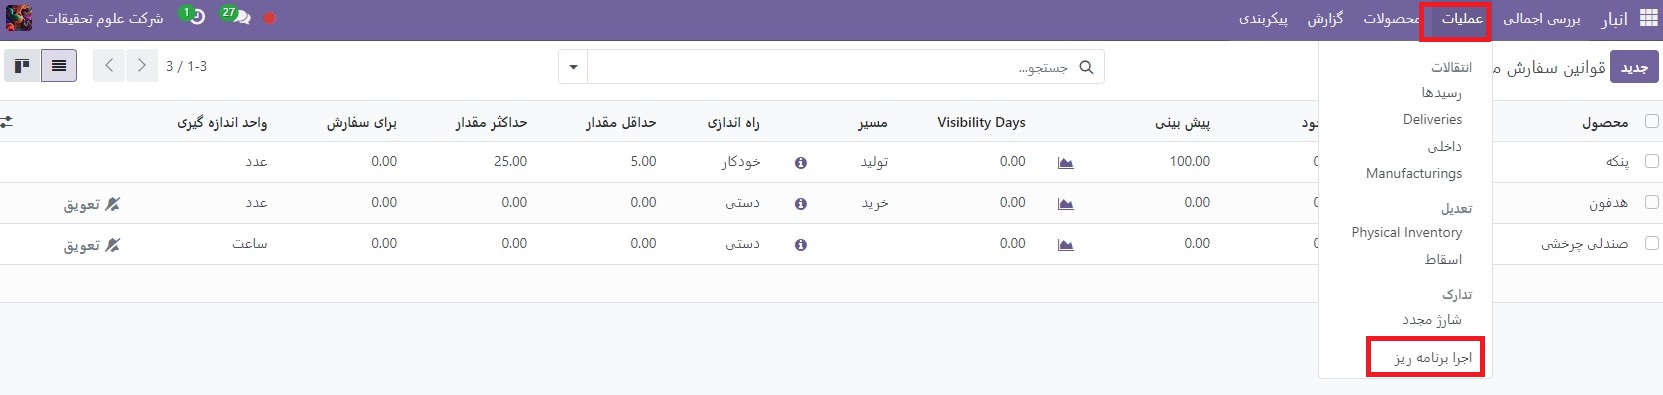 انبار بررسی اجمالی عملیات محصولات گزارش پیکربندی 27 1 شرکت علوم تحقیقات
جدید قوانین سفارش جستجو... 1-3 / 3
محصول پیش بینی Visibility Days مسیر راه اندازی حداقل مقدار حداکثر مقدار برای سفارش واحد اندازه گیری
پنکه 100.00 0.00 تولید خودکار 5.00 25.00 0.00 عدد
هدفون 0.00 0.00 خرید دستی 0.00 0.00 0.00 عدد تعویق
صندلی چرخشی 0.00 0.00 دستی 0.00 0.00 0.00 ساعت تعویق
انتقالات
رسیدها
Deliveries
داخلی
Manufacturings
تعدیل
Physical Inventory
اسقاط
تدارک
شارژ مجدد
اجرا برنامه ریز